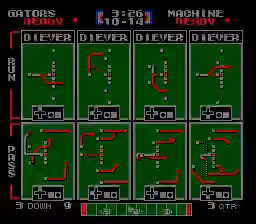 GATORS 3:26 MACHINE
READY 10-14 READY
DIEVER DIEVER DIEVER DIEVER
RUN
PASS
3 DOWN 9 3 QTR